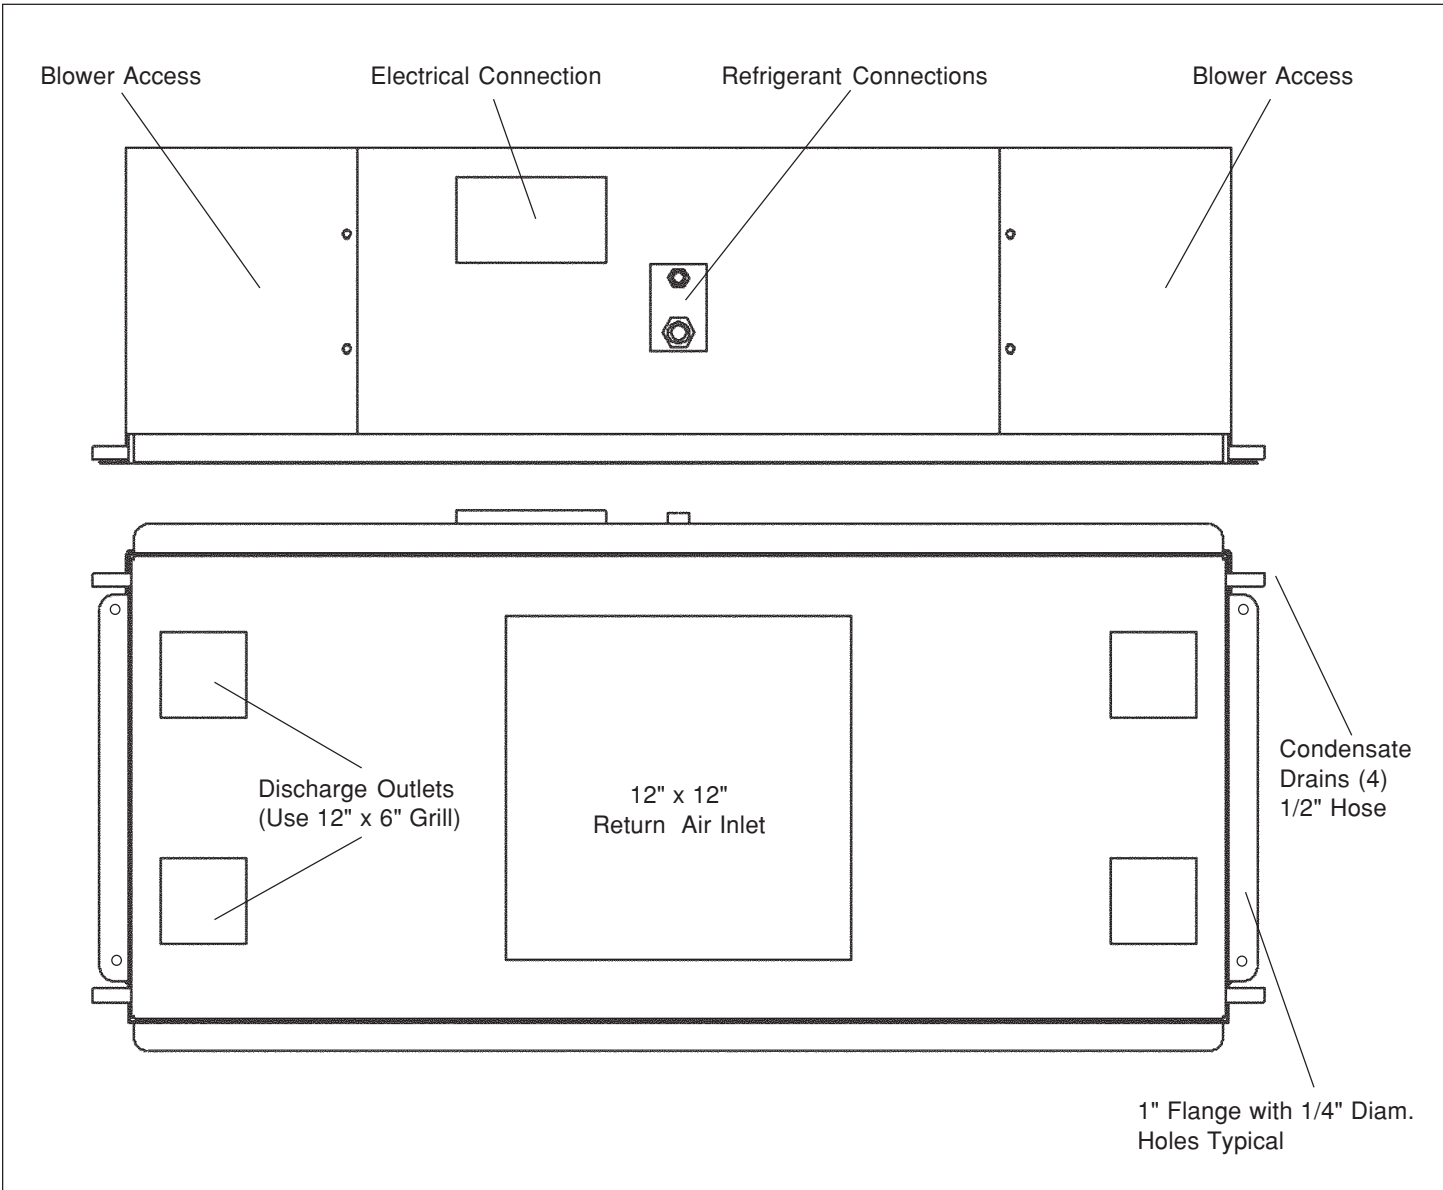 Blower Access
Electrical Connection
Refrigerant Connections
Blower Access
Discharge Outlets
(Use 12" x 6" Grill)
12" x 12"
Return Air Inlet
Condensate
Drains (4)
1/2" Hose
1" Flange with 1/4" Diam.
Holes Typical